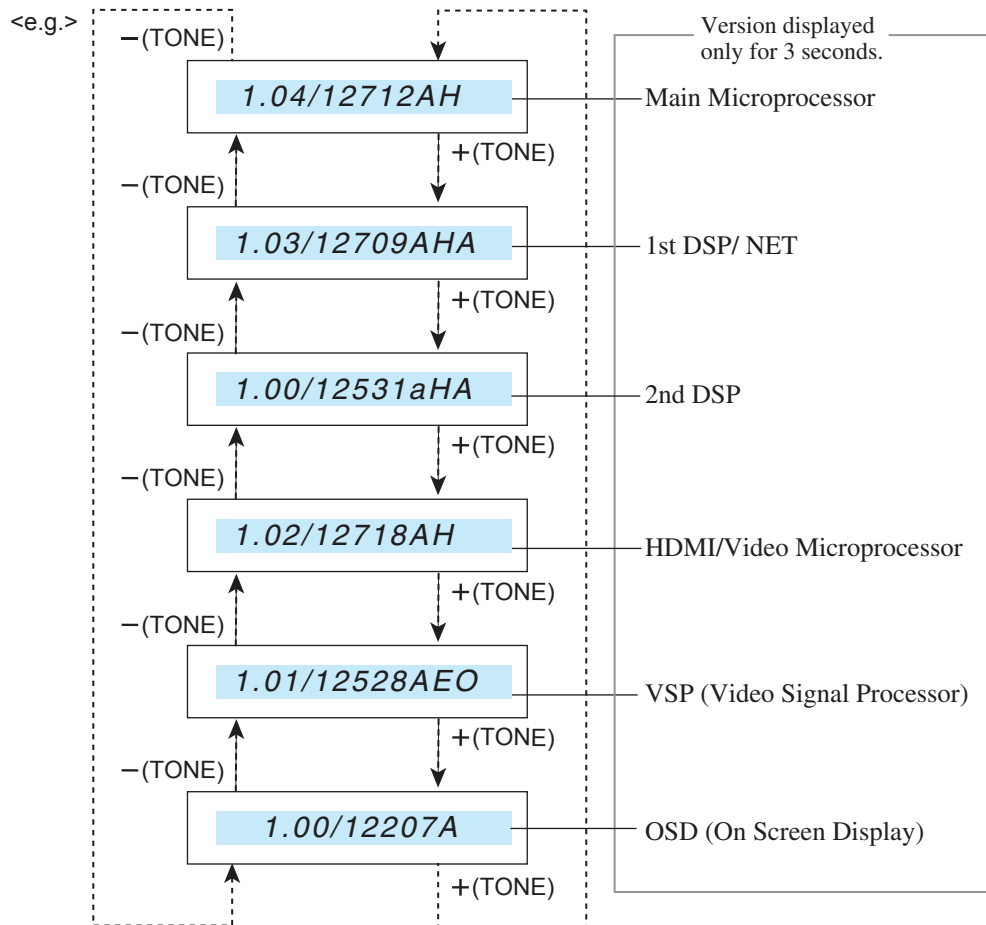 <e.g.>
Version displayed
only for 3 seconds.
−(TONE)
1.04/12712AH
Main Microprocessor
+(TONE)
−(TONE)
1.03/12709AHA
1st DSP/ NET
+(TONE)
−(TONE)
1.00/12531aHA
2nd DSP
+(TONE)
−(TONE)
1.02/12718AH
HDMI/Video Microprocessor
+(TONE)
−(TONE)
1.01/12528AEO
VSP (Video Signal Processor)
+(TONE)
−(TONE)
1.00/12207A
OSD (On Screen Display)
+(TONE)